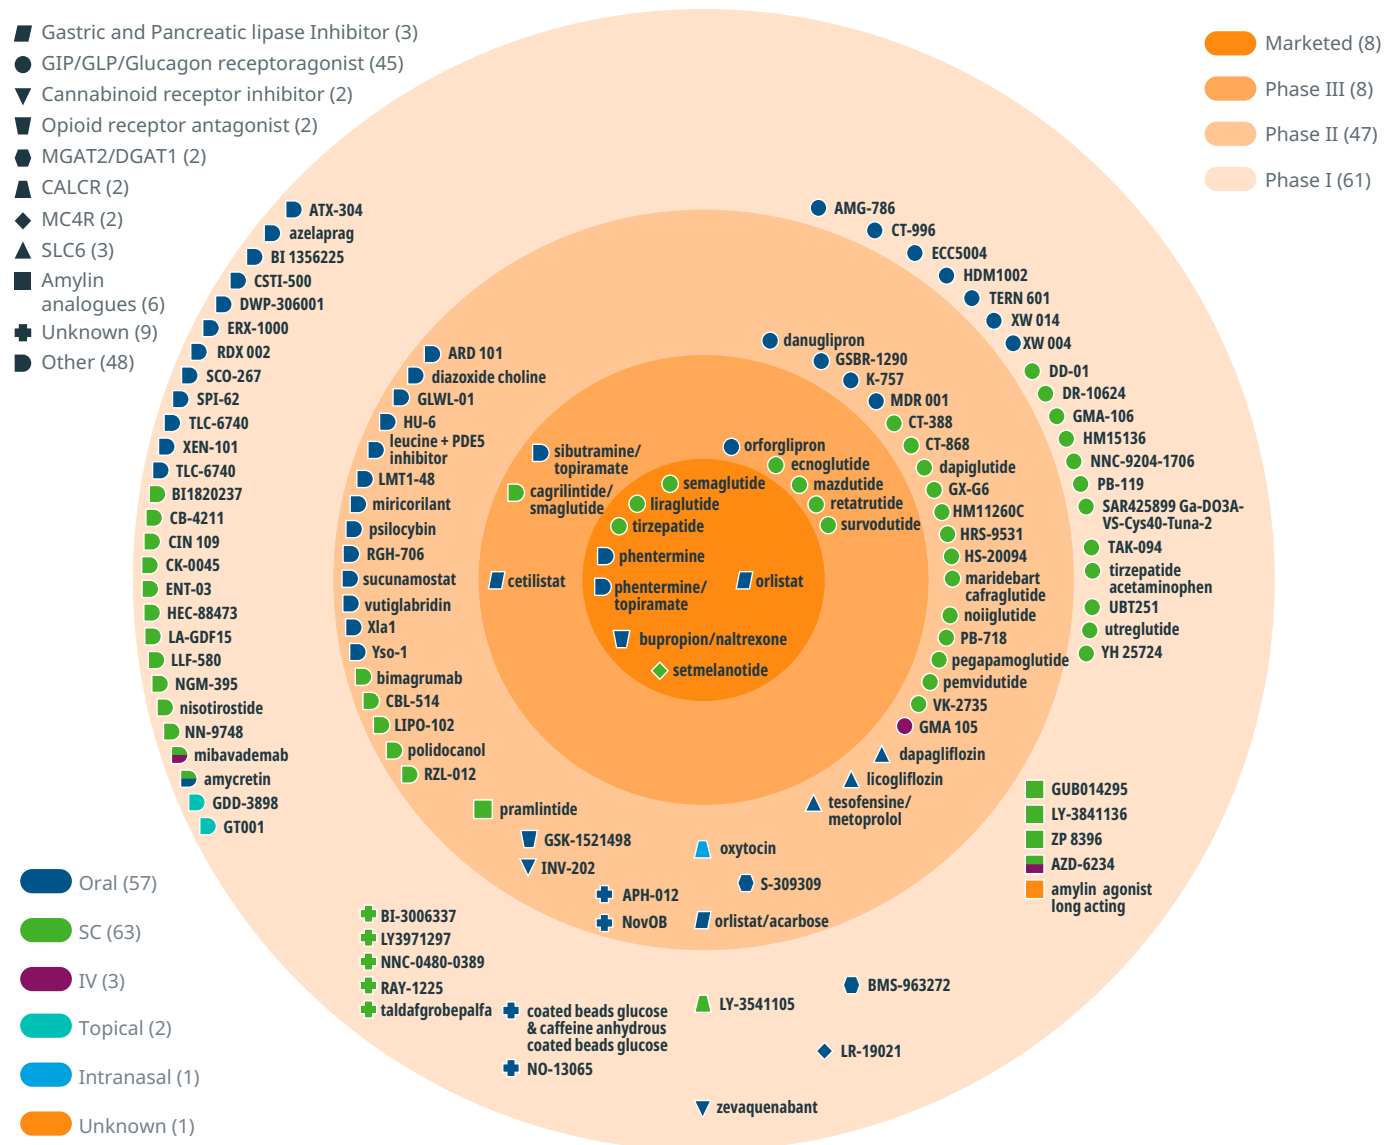 Gastric and Pancreatic lipase Inhibitor (3)
GIP/GLP/Glucagon receptoragonist (45)
Cannabinoid receptor inhibitor (2)
Opioid receptor antagonist (2)
MGAT2/DGAT1 (2)
CALCR (2)
MC4R (2)
SLC6 (3)
Amylin
analogues (6)
Unknown (9)
Other (48)
Marketed (8)
Phase III (8)
Phase II (47)
Phase I (61)
ATX-304
azelaprag
BI 1356225
CSTI-500
DWP-306001
ERX-1000
RDX 002
SCO-267
SPI-62
TLC-6740
XEN-101
TLC-6740
BI1820237
CB-4211
CIN 109
CK-0045
ENT-03
HEC-88473
LA-GDF15
LLF-580
NGM-395
nisotirostide
NN-9748
mibavademab
amycretin
GDD-3898
GT001
ARD 101
diazoxide choline
GLWL-01
HU-6
leucine + PDE5
inhibitor
LMT1-48
miricorilant
psilocybin
RGH-706
sucunamostat
vutiglabridin
Xla1
Yso-1
bimagrumab
CBL-514
LIPO-102
polidocanol
RZL-012
pramlintide
GSK-1521498
INV-202
APH-012
NovOB
sibutramine/
topiramate
cagrilintide/
smaglutide
cetilistat
semaglutide
liraglutide
tirzepatide
phentermine
phentermine/
topiramate
orlistat
bupropion/naltrexone
setmelanotide
orforglipron
ecnoglutide
mazdutide
retatrutide
survodutide
danuglipron
GSBR-1290
K-757
MDR 001
CT-388
CT-868
dapiglutide
GX-G6
HM11260C
HRS-9531
HS-20094
maridebart
cafraglutide
noiiglutide
PB-718
pegapamoglutide
pemvidutide
VK-2735
GMA 105
dapagliflozin
licogliflozin
tesofensine/
metoprolol
oxytocin
S-309309
orlistat/acarbose
AMG-786
CT-996
ECC5004
HDM1002
TERN 601
XW 014
XW 004
DD-01
DR-10624
GMA-106
HM15136
NNC-9204-1706
PB-119
SAR425899 Ga-DO3A-
VS-Cys40-Tuna-2
TAK-094
tirzepatide
acetaminophen
UBT251
utreglutide
YH 25724
GUB014295
LY-3841136
ZP 8396
AZD-6234
amylin agonist
long acting
BI-3006337
LY3971297
NNC-0480-0389
RAY-1225
taldafgrobepalfa
coated beads glucose
& caffeine anhydrous
coated beads glucose
NO-13065
LY-3541105
BMS-963272
LR-19021
zevaquenabant
Oral (57)
SC (63)
IV (3)
Topical (2)
Intranasal (1)
Unknown (1)